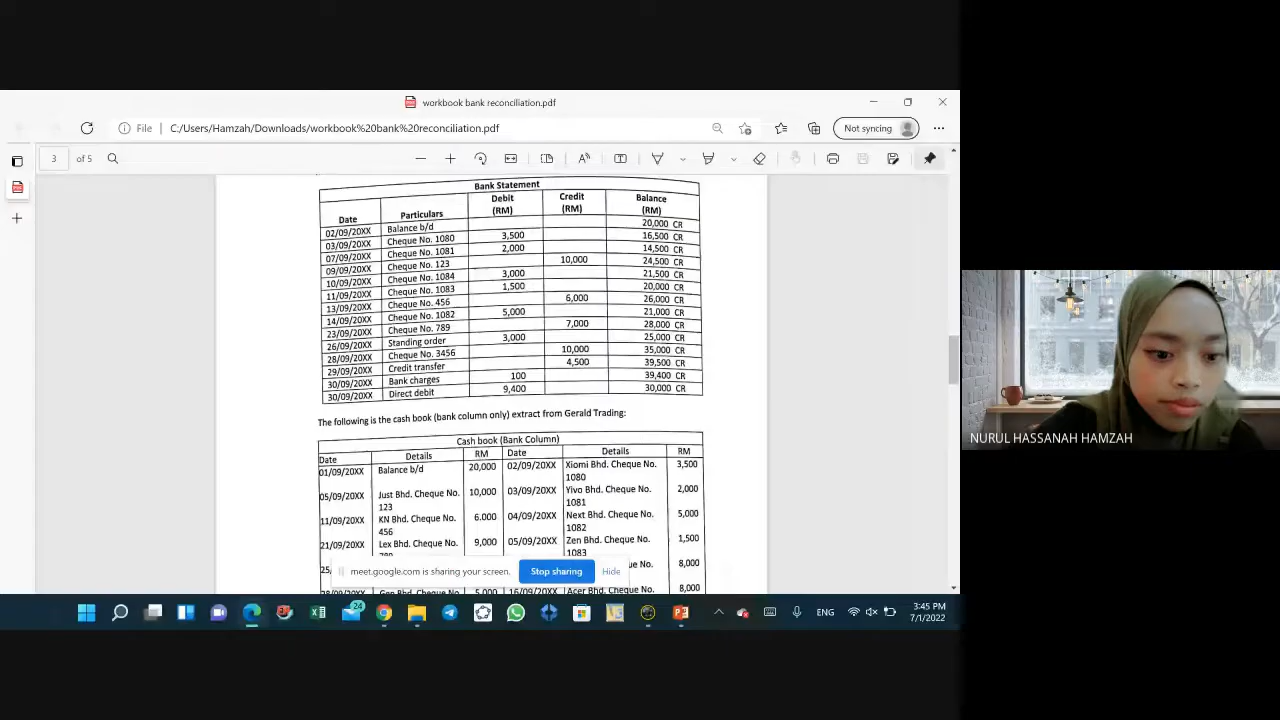 workbook bank reconciliation.pdf
File C:/Users/Hamzah/Downloads/workbook%20bank%20reconciliation.pdf Not syncing
3 of 5
Bank Statement
Date Particulars Debit (RM) Credit (RM) Balance (RM)
02/09/20XX Balance b/d 20,000 CR
03/09/20XX Cheque No. 1080 3,500 16,500 CR
07/09/20XX Cheque No. 1081 2,000 14,500 CR
09/09/20XX Cheque No. 123 10,000 24,500 CR
10/09/20XX Cheque No. 1084 3,000 21,500 CR
11/09/20XX Cheque No. 1083 1,500 20,000 CR
13/09/20XX Cheque No. 456 6,000 26,000 CR
14/09/20XX Cheque No. 1082 5,000 21,000 CR
23/09/20XX Cheque No. 789 7,000 28,000 CR
26/09/20XX Standing order 3,000 25,000 CR
28/09/20XX Cheque No. 3456 10,000 35,000 CR
29/09/20XX Credit transfer 4,500 39,500 CR
30/09/20XX Bank charges 100 39,400 CR
30/09/20XX Direct debit 9,400 30,000 CR
The following is the cash book (bank column only) extract from Gerald Trading:
Cash book (Bank Column)
Date Details RM Date Details RM
01/09/20XX Balance b/d 20,000 02/09/20XX Xiomi Bhd. Cheque No. 3,500
1080
05/09/20XX Just Bhd. Cheque No. 10,000 03/09/20XX Yivo Bhd. Cheque No. 2,000
123 1081
11/09/20XX KN Bhd. Cheque No. 6.000 04/09/20XX Next Bhd. Cheque No. 5,000
456 1082
21/09/20XX Lex Bhd. Cheque No. 9,000 05/09/20XX Zen Bhd. Cheque No. 1,500
1083
8,000
Bhd. Cheque No. 5,000 16/09/20XX Acer Bhd. Cheque No. 8,000
meet.google.com is sharing your screen. Stop sharing Hide
NURUL HASSANAH HAMZAH
24 ENG 3:45 PM
7/1/2022